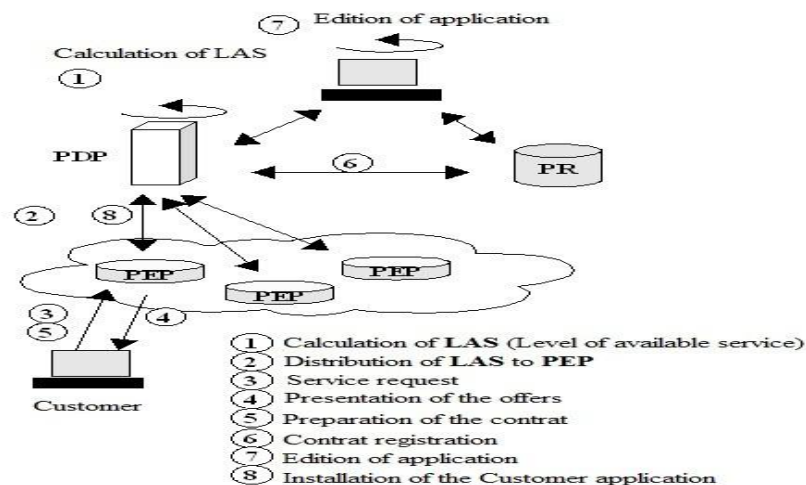 7 Edition of application
Calculation of LAS
1
PDP
6
PR
2 8
PEP
PEP
PEP
3
5
4
Customer
1 Calculation of LAS (Level of available service)
2 Distribution of LAS to PEP
3 Service request
4 Presentation of the offers
5 Preparation of the contrat
6 Contrat registration
7 Edition of application
8 Installation of the Customer application